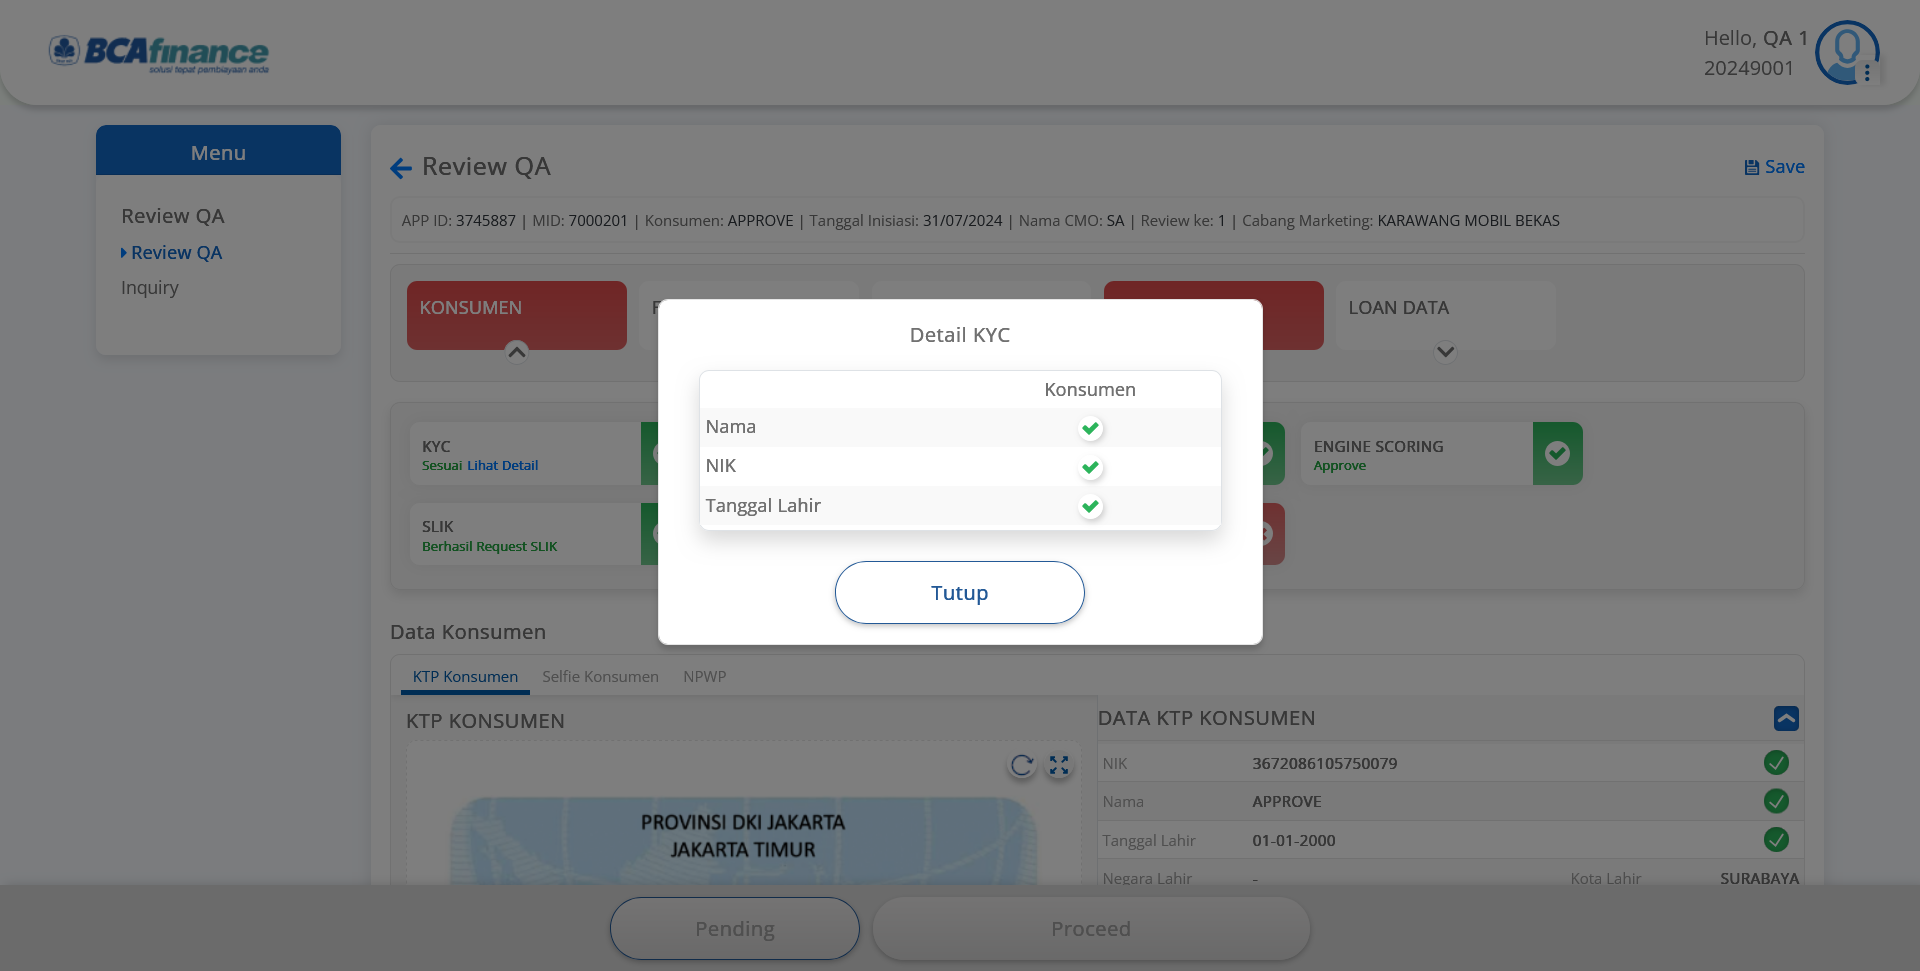 BCAfinance
solusi tepat pembiayaan anda
Hello, QA 1
20249001
Menu
Review QA
Review QA
Inquiry
Review QA
Save
APP ID: 3745887 | MID: 7000201 | Konsumen: APPROVE | Tanggal Inisiasi: 31/07/2024 | Nama CMO: SA | Review ke: 1 | Cabang Marketing: KARAWANG MOBIL BEKAS
KONSUMEN
LOAN DATA
Detail KYC
Konsumen
Nama
NIK
Tanggal Lahir
Tutup
KYC
Sesuai Lihat Detail
ENGINE SCORING
Approve
SLIK
Berhasil Request SLIK
Data Konsumen
KTP Konsumen Selfie Konsumen NPWP
KTP KONSUMEN
PROVINSI DKI JAKARTA
JAKARTA TIMUR
DATA KTP KONSUMEN
NIK 3672086105750079
Nama APPROVE
Tanggal Lahir 01-01-2000
Negara Lahir - Kota Lahir SURABAYA
Pending
Proceed